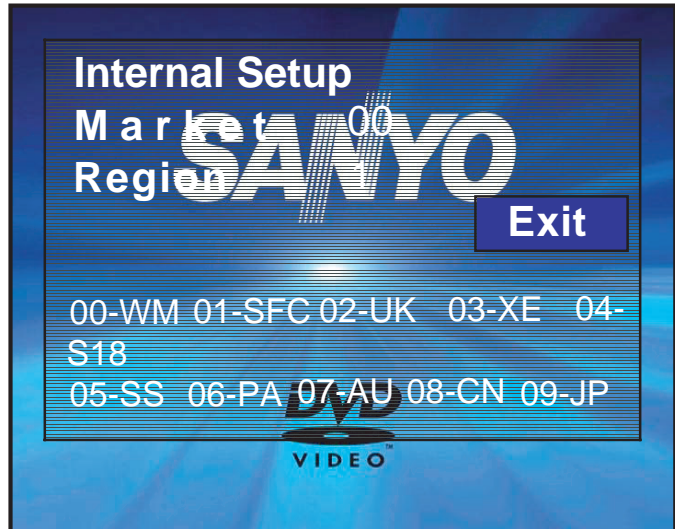 Internal Setup
Market 00
SANYO
Region 1
Exit
00-WM 01-SFC 02-UK 03-XE 04-
S18
05-SS 06-PA 07-AU 08-CN 09-JP
DVD
VIDEO™